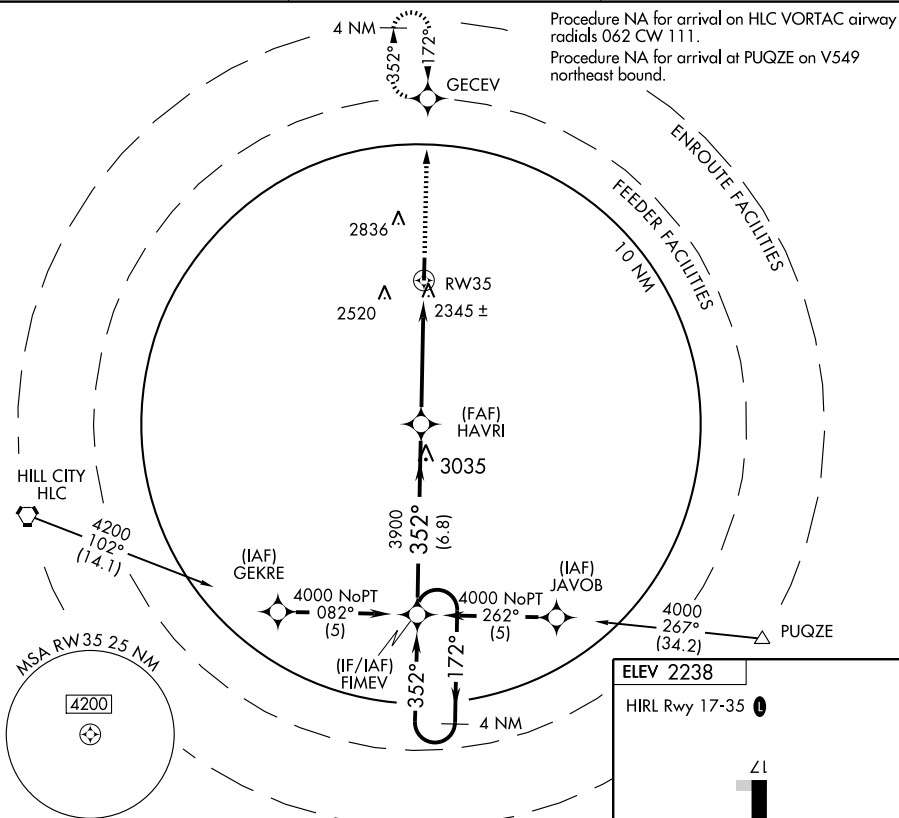 Procedure NA for arrival on HLC VORTAC airway
radials 062 CW 111.
Procedure NA for arrival at PUQZE on V549
northeast bound.
4 NM
352°
172°
GECEV
ENROUTE FACILITIES
FEEDER FACILITIES
10 NM
2836
RW35
2520
2345 ±
(FAF)
HAVRI
3035
HILL CITY
HLC
4200
102°
(14.1)
3900
352°
(6.8)
(IAF)
GEKRE
4000 NoPT
082°
(5)
(IAF)
JAVOB
4000 NoPT
262°
(5)
4000
267°
(34.2)
PUQZE
(IF/IAF)
FIMEV
352°
172°
4 NM
MSA RW35 25 NM
4200
ELEV 2238
HIRL Rwy 17-35 L
17